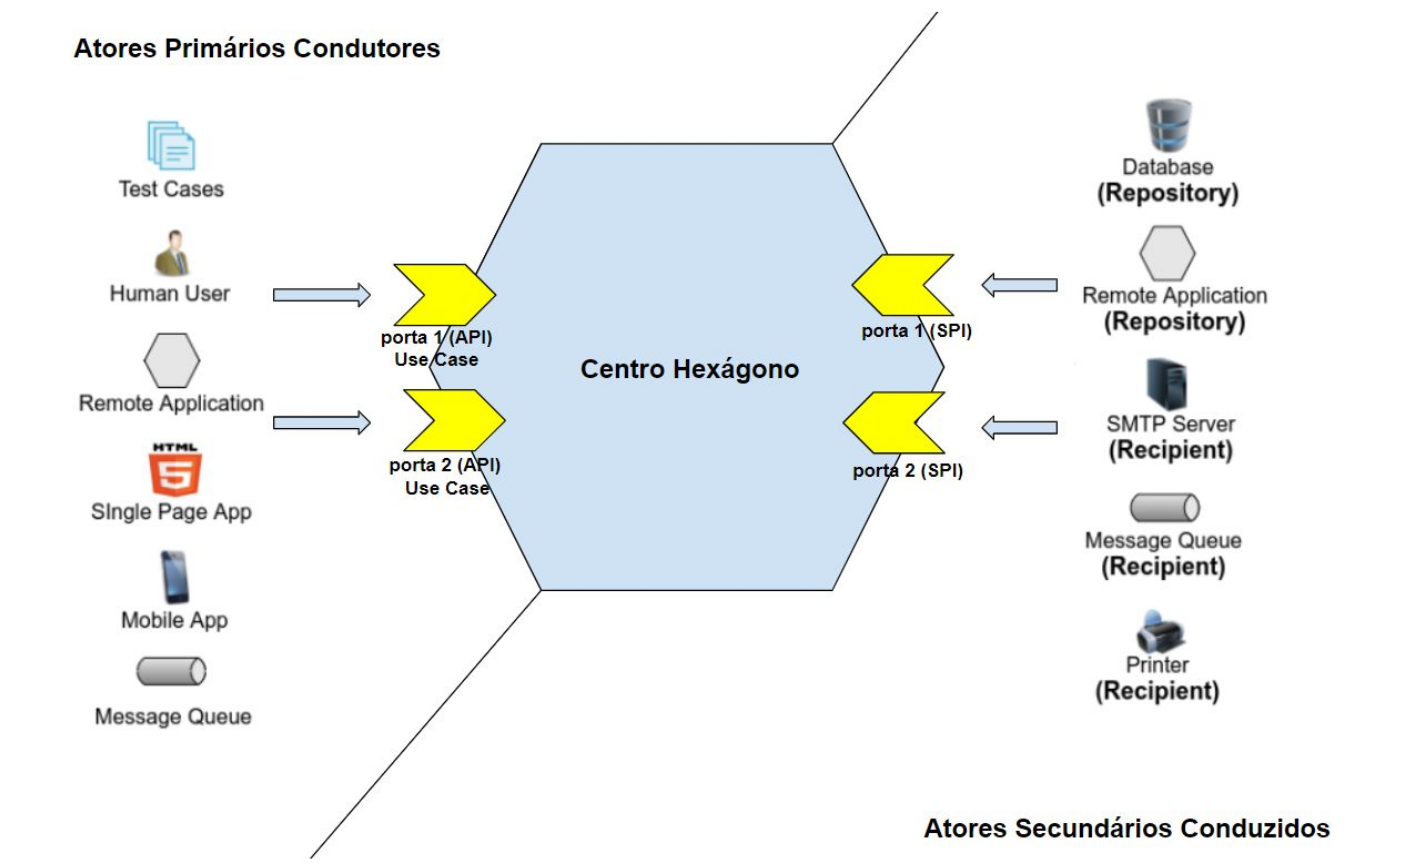 Atores Primários Condutores
Test Cases
Human User
Remote Application
HTML
5
SIngle Page App
Mobile App
Message Queue
porta 1 (API)
Use Case
porta 2 (API)
Use Case
Centro Hexágono
porta 1 (SPI)
porta 2 (SPI)
Database
(Repository)
Remote Application
(Repository)
SMTP Server
(Recipient)
Message Queue
(Recipient)
Printer
(Recipient)
Atores Secundários Conduzidos